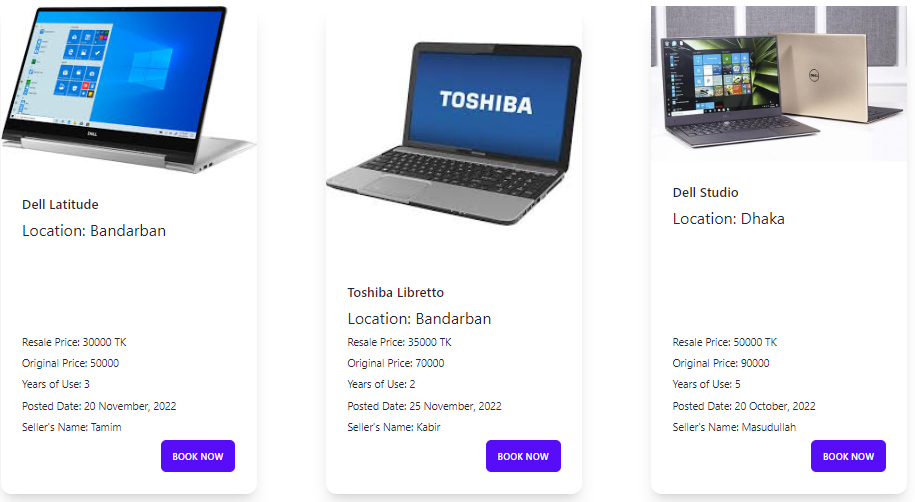 DELL
Dell Latitude
Location: Bandarban
Resale Price: 30000 TK
Original Price: 50000
Years of Use: 3
Posted Date: 20 November, 2022
Seller's Name: Tamim
BOOK NOW
TOSHIBA
Toshiba Libretto
Location: Bandarban
Resale Price: 35000 TK
Original Price: 70000
Years of Use: 2
Posted Date: 25 November, 2022
Seller's Name: Kabir
BOOK NOW
DELL
Dell Studio
Location: Dhaka
Resale Price: 50000 TK
Original Price: 90000
Years of Use: 5
Posted Date: 20 October, 2022
Seller's Name: Masudullah
BOOK NOW